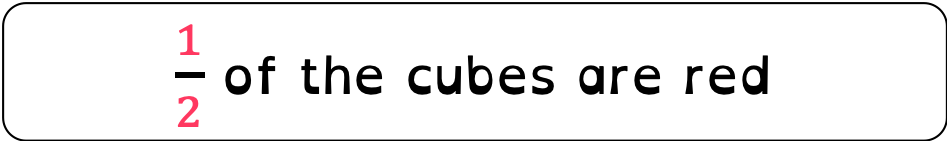 1/2 of the cubes are red